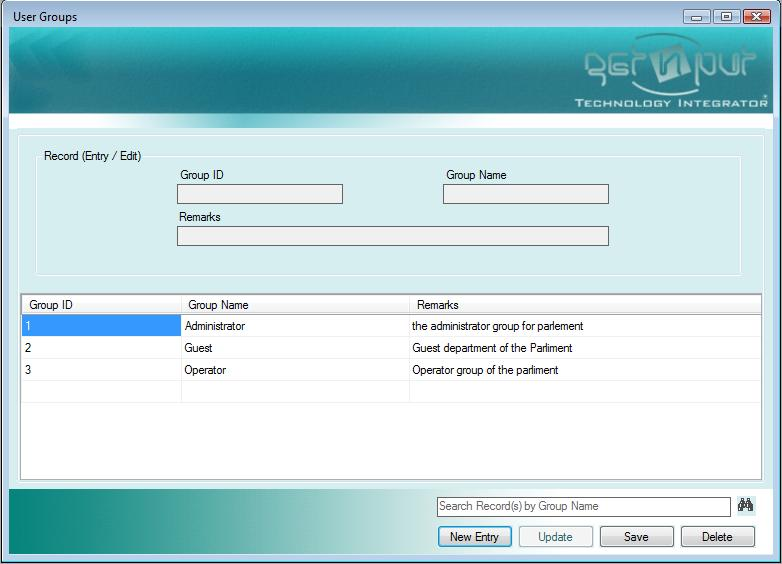 User Groups
TECHNOLOGY INTEGRATOR
Record (Entry / Edit)
Group ID Group Name
Remarks
Group ID Group Name Remarks
1 Administrator the administrator group for parlement
2 Guest Guest department of the Parliment
3 Operator Operator group of the parliment
Search Record(s) by Group Name
New Entry Update Save Delete